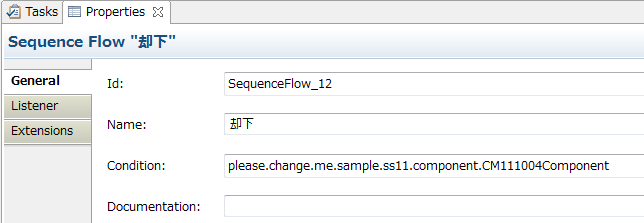 Tasks Properties
Sequence Flow "却下"
General
Id: SequenceFlow_12
Listener
Name: 却下
Extensions
Condition: please.change.me.sample.ss11.component.CM111004Component
Documentation: